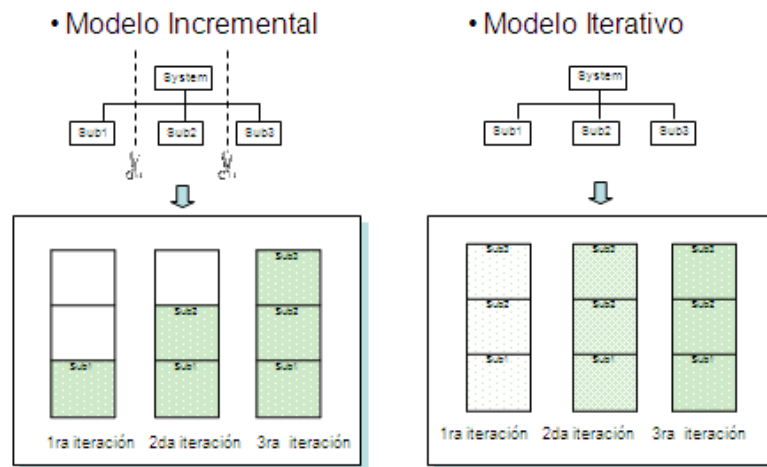 • Modelo Incremental
System
Sub1 Sub2 Sub3
Sub3
Sub2 Sub2
Sub1 Sub1 Sub1
1ra iteración 2da iteración 3ra iteración
• Modelo Iterativo
System
Sub1 Sub2 Sub3
Sub3 Sub3 Sub3
Sub2 Sub2 Sub2
Sub1 Sub1 Sub1
1ra iteración 2da iteración 3ra iteración